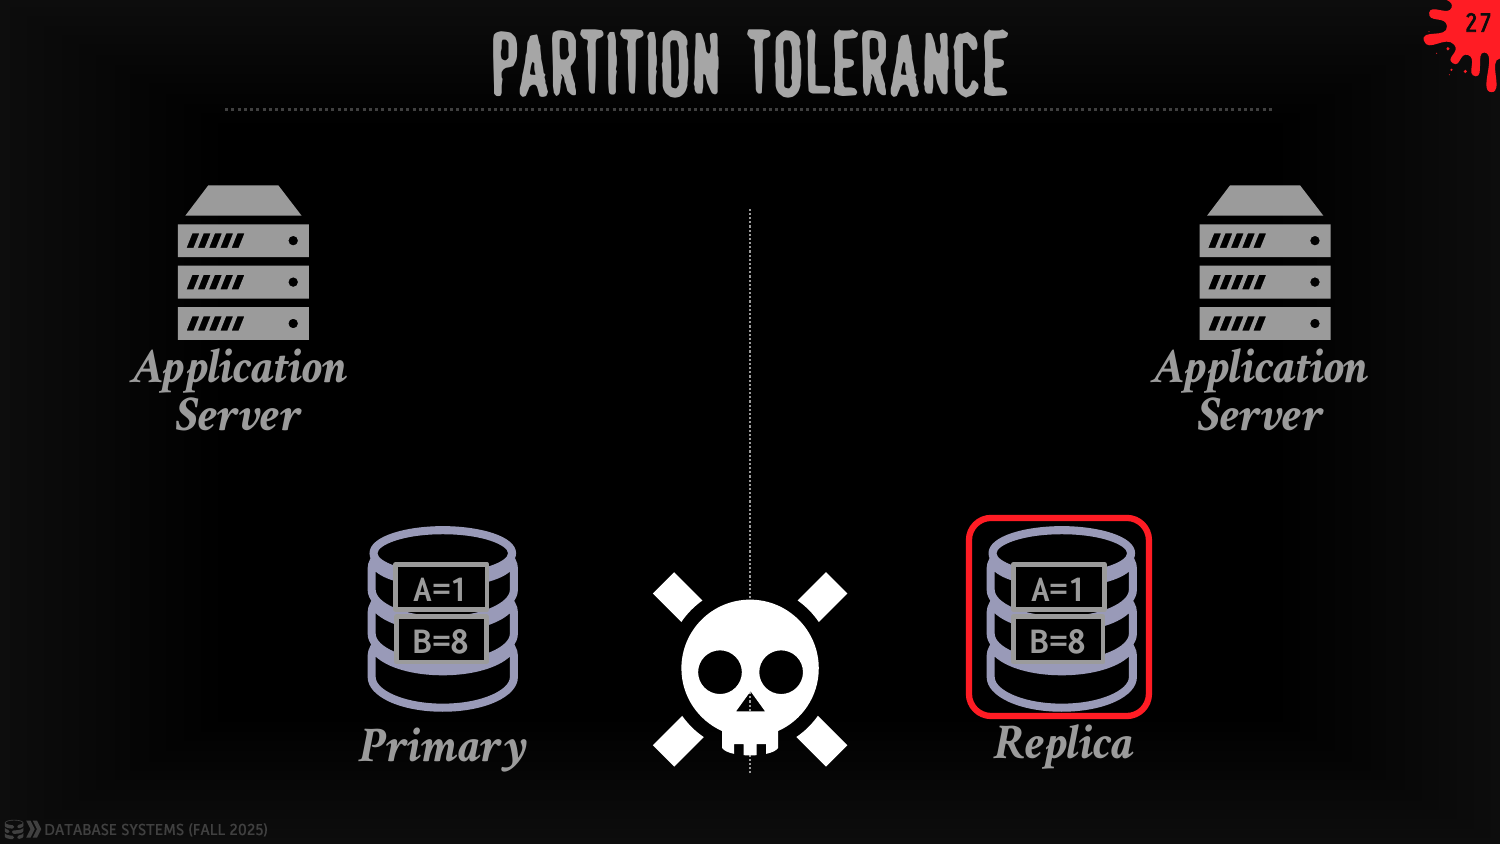 PARTITION TOLERANCE
27
Application
Server
Application
Server
A=1
B=8
Primary
A=1
B=8
Replica
DATABASE SYSTEMS (FALL 2025)